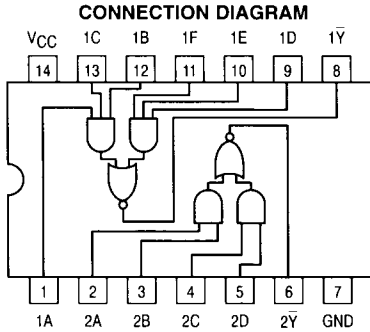 CONNECTION DIAGRAM
VCC 1C 1B 1F 1E 1D 1Y̅
14 13 12 11 10 9 8
1 2 3 4 5 6 7
1A 2A 2B 2C 2D 2Y̅ GND